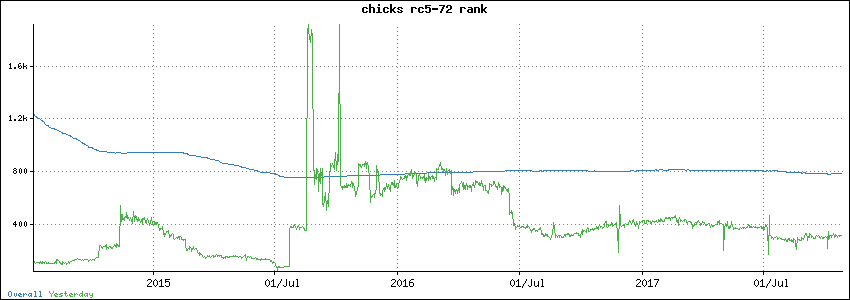 chicks rc5-72 rank
1.6k
1.2k
800
400
2015 01/Jul 2016 01/Jul 2017 01/Jul
Overall Yesterday